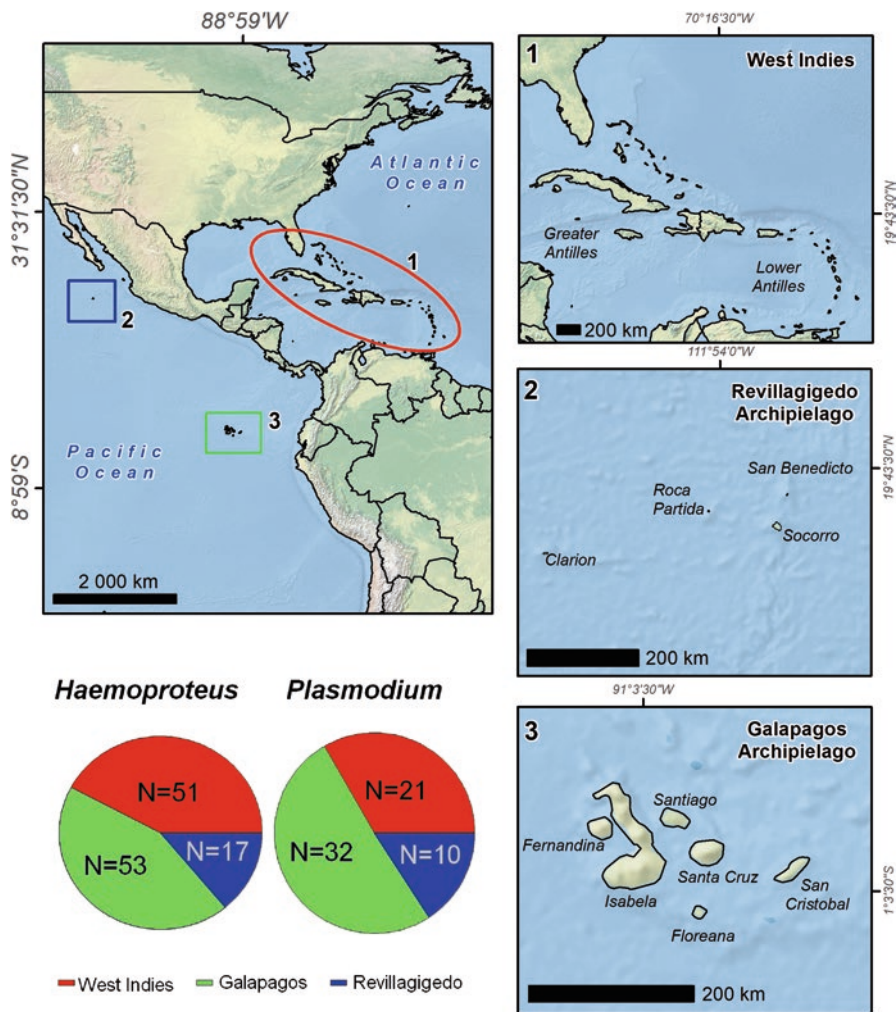 88°59'W
31°31'30"N
8°59'S
Atlantic
Ocean
1
2
3
Pacific
Ocean
2 000 km
70°16'30"W
1
West Indies
19°43'30"N
Greater
Antilles
Lower
Antilles
200 km
111°54'0"W
2
Revillagigedo
Archipielago
19°43'30"N
San Benedicto
Roca
Partida
Socorro
Clarion
200 km
91°3'30"W
3
Galapagos
Archipielago
Santiago
Fernandina
Santa Cruz
Isabela
San
Cristobal
Floreana
1°3'30"S
200 km
Haemoproteus
N=51
N=53
N=17
Plasmodium
N=21
N=32
N=10
West Indies
Galapagos
Revillagigedo